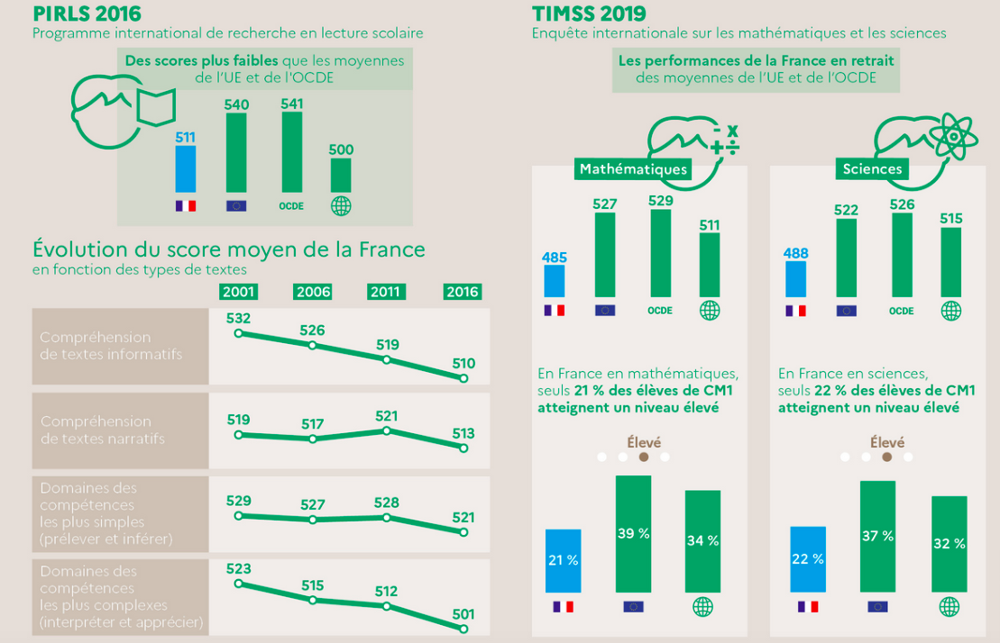 PIRLS 2016
Programme international de recherche en lecture scolaire
Des scores plus faibles que les moyennes
de l'UE et de l'OCDE
511
540
541
500
OCDE
Évolution du score moyen de la France
en fonction des types de textes
2001 2006 2011 2016
Compréhension
de textes informatifs
532 526 519 510
Compréhension
de textes narratifs
519 517 521 513
Domaines des
compétences
les plus simples
(prélever et inférer)
529 527 528 521
Domaines des
compétences
les plus complexes
(interpréter et apprécier)
523 515 512 501
TIMSS 2019
Enquête internationale sur les mathématiques et les sciences
Les performances de la France en retrait
des moyennes de l'UE et de l'OCDE
Mathématiques
- x
+ ÷
485
527
529
511
OCDE
En France en mathématiques,
seuls 21 % des élèves de CM1
atteignent un niveau élevé
Élevé
21 %
39 %
34 %
Sciences
488
522
526
515
OCDE
En France en sciences,
seuls 22 % des élèves de CM1
atteignent un niveau élevé
Élevé
22 %
37 %
32 %